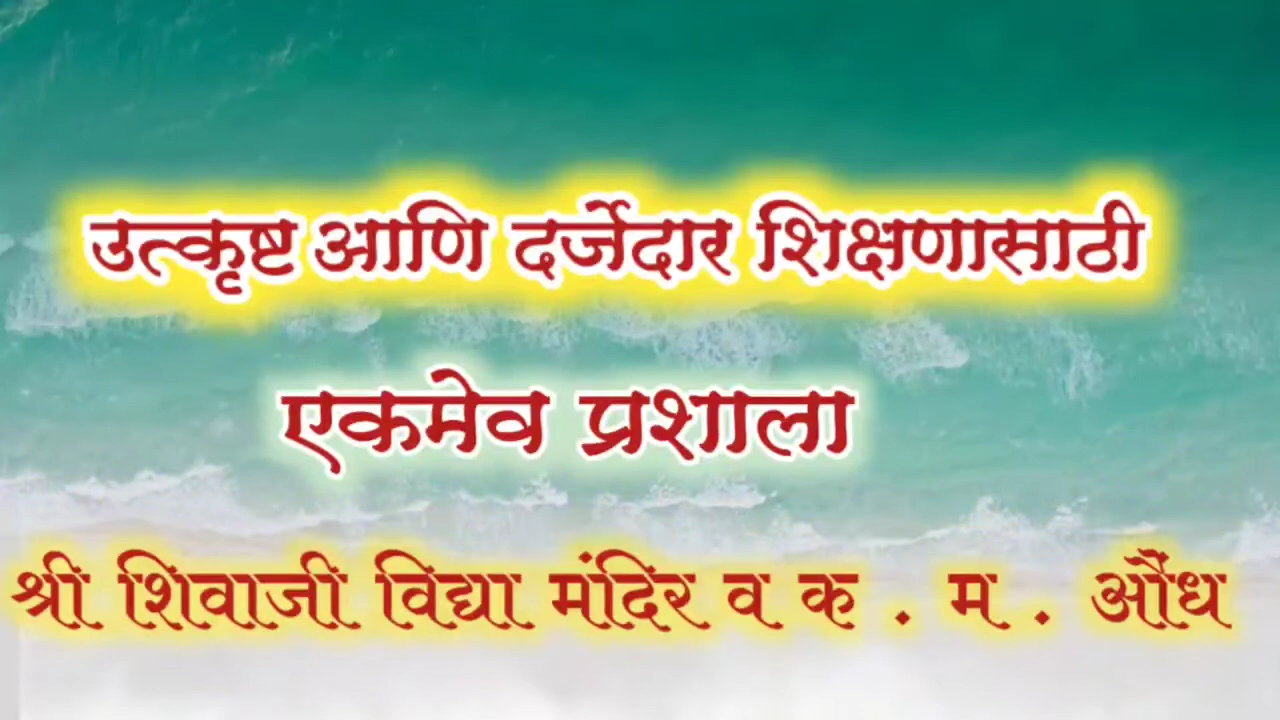 उत्कृष्ट आणि दर्जेदार शिक्षणासाठी
एकमेव प्रशाला
श्री शिवाजी विद्या मंदिर व क . म . औंध